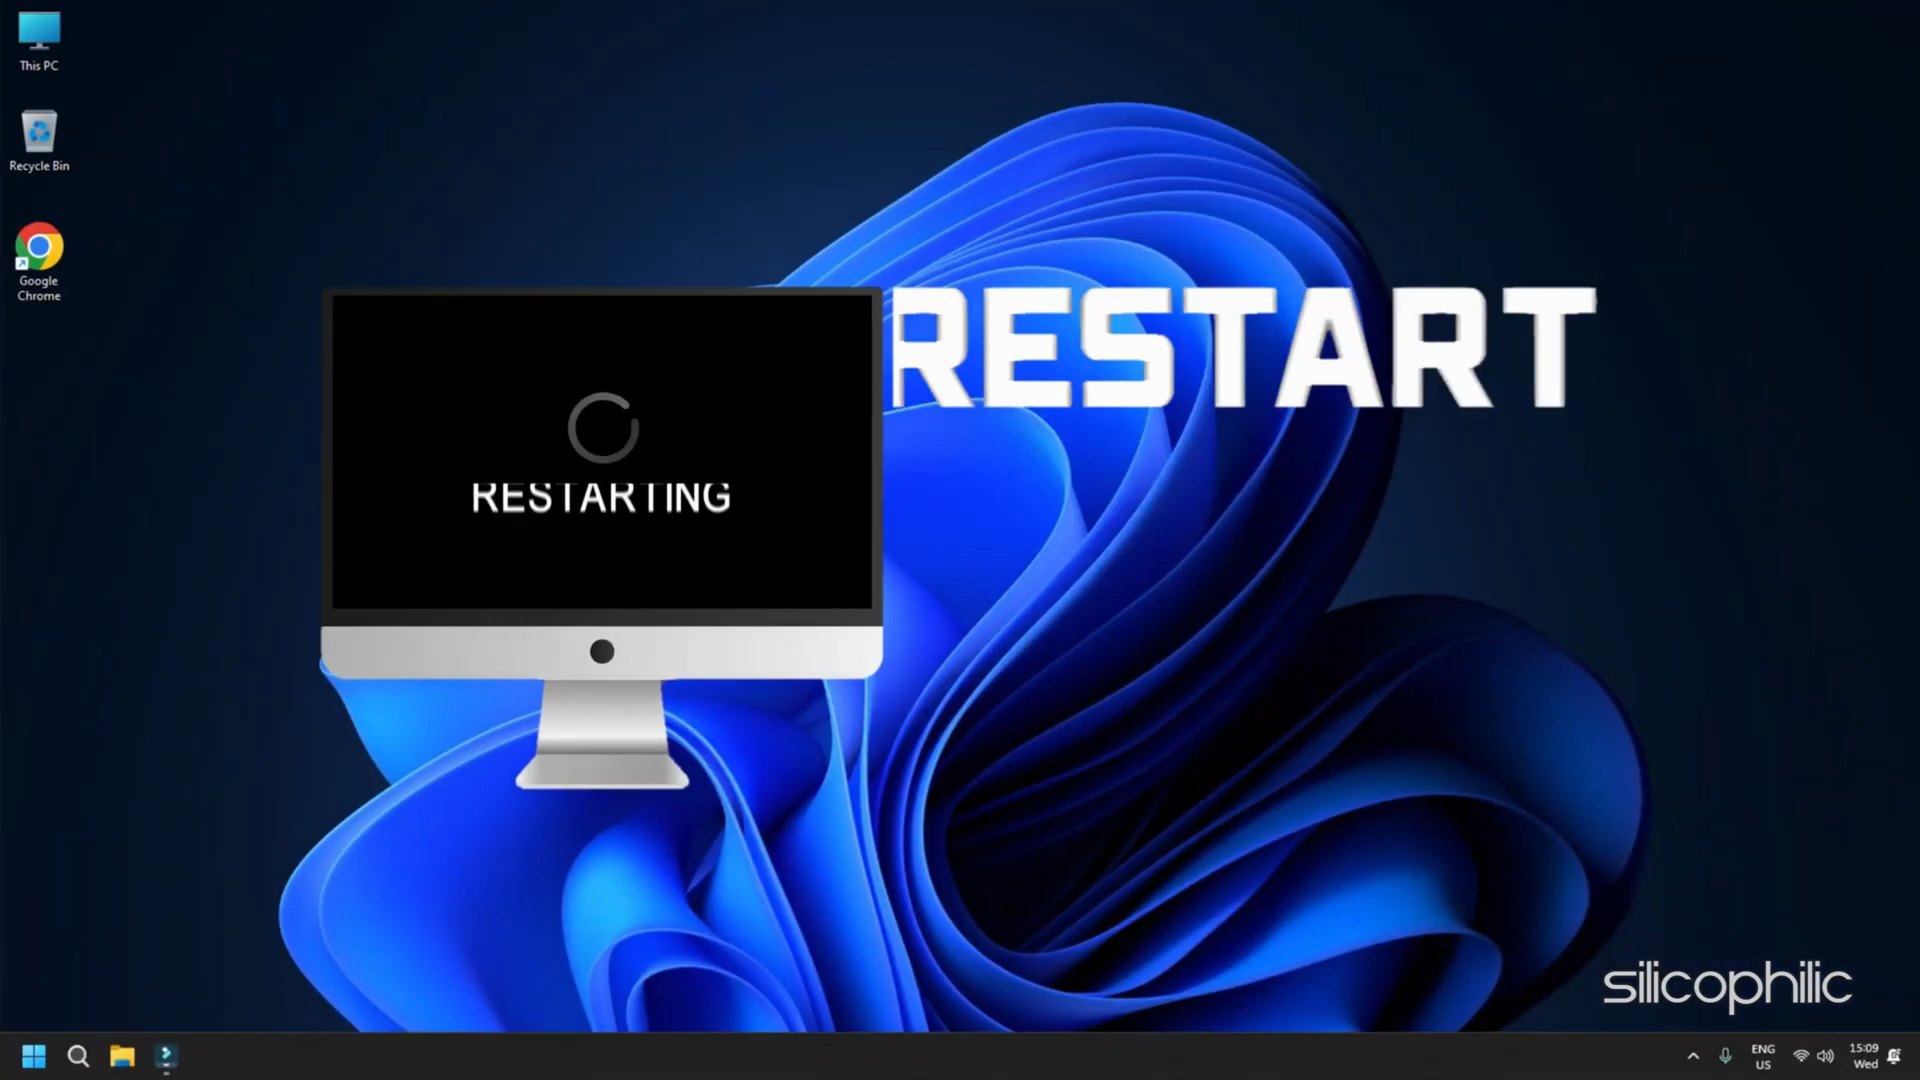 This PC
Recycle Bin
Google
Chrome
RESTART
RESTARTING
silicophilic
ENG
US
15:09
Wed